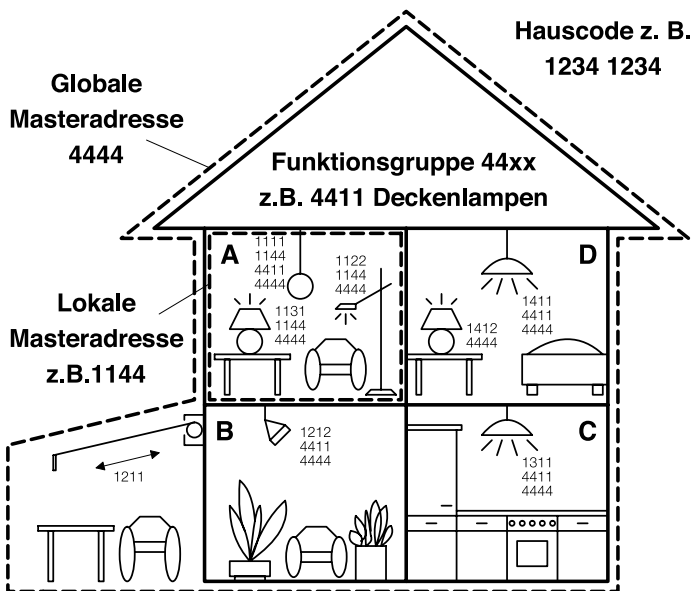 Hauscode z. B.
1234 1234
Globale
Masteradresse
4444
Funktionsgruppe 44xx
z.B. 4411 Deckenlampen
Lokale
Masteradresse
z.B.1144
A
1111
1144
4411
4444
1122
1144
4444
1131
1144
4444
D
1411
4411
4444
1412
4444
B
1212
4411
4444
C
1311
4411
4444
1211